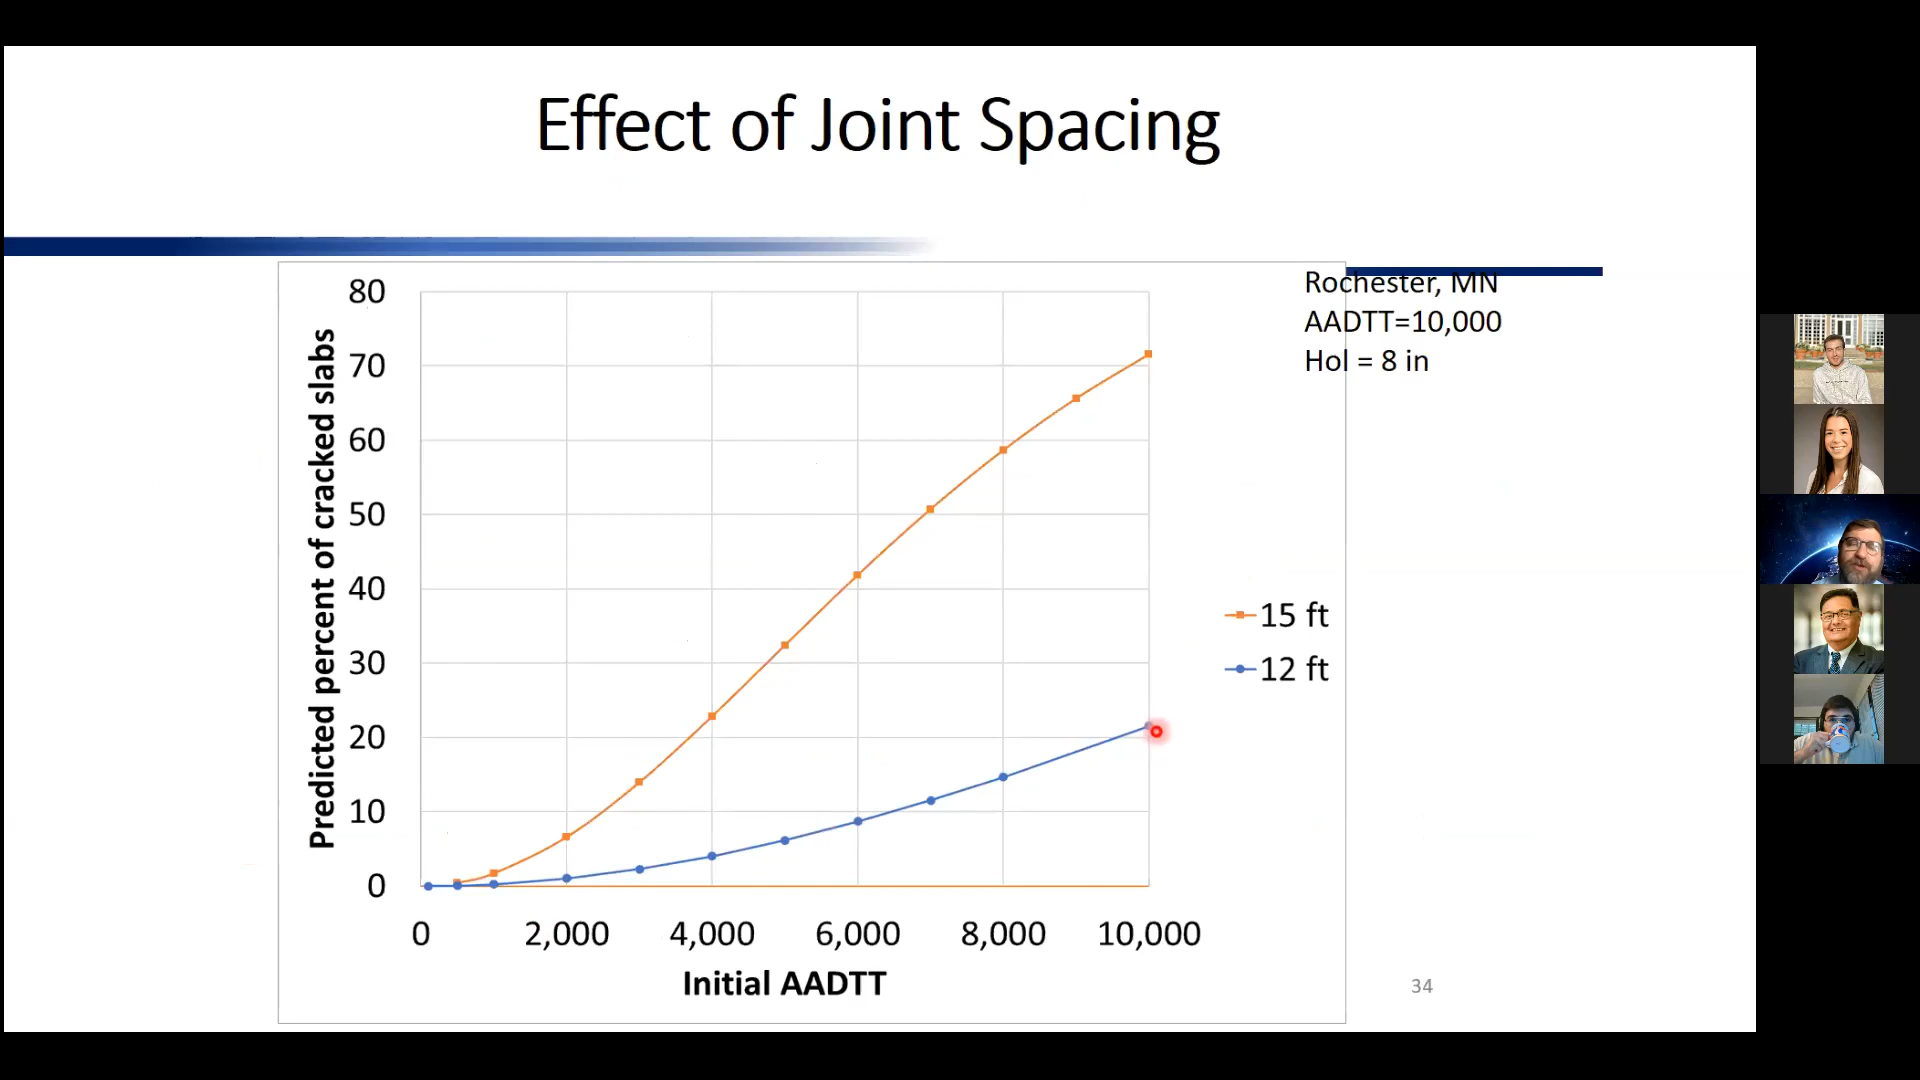 Effect of Joint Spacing
Rochester, MN
AADTT=10,000
Hol = 8 in
Predicted percent of cracked slabs
80
70
60
50
40
30
20
10
0
15 ft
12 ft
0 2,000 4,000 6,000 8,000 10,000
Initial AADTT
34